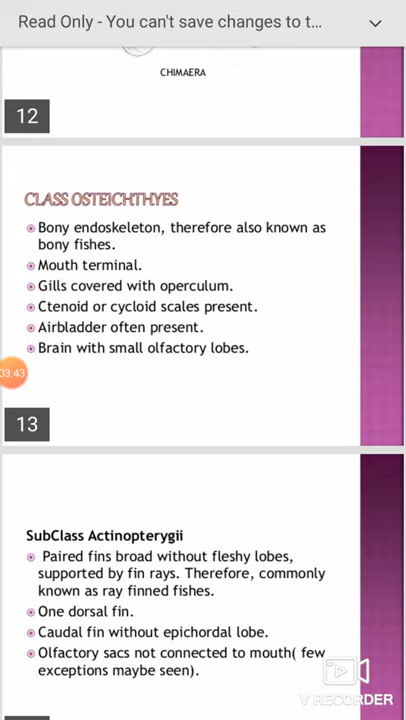 Read Only - You can't save changes to t...
CHIMAERA
12
CLASS OSTEICHTHYES
Bony endoskeleton, therefore also known as
bony fishes.
Mouth terminal.
Gills covered with operculum.
Ctenoid or cycloid scales present.
Airbladder often present.
Brain with small olfactory lobes.
03:43
13
SubClass Actinopterygii
Paired fins broad without fleshy lobes,
supported by fin rays. Therefore, commonly
known as ray finned fishes.
One dorsal fin.
Caudal fin without epichordal lobe.
Olfactory sacs not connected to mouth( few
exceptions maybe seen).
V RECORDER